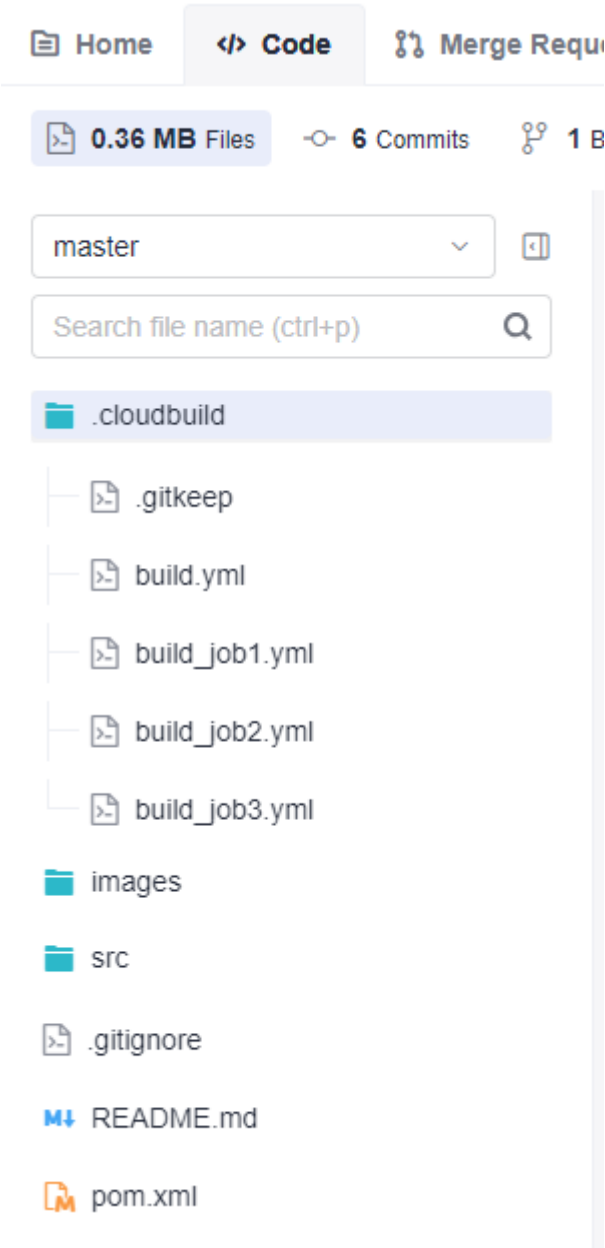 Home </> Code Merge Reque
0.36 MB Files 6 Commits 1 B
master
Search file name (ctrl+p)
.cloudbuild
.gitkeep
build.yml
build_job1.yml
build_job2.yml
build_job3.yml
images
src
.gitignore
M↓ README.md
pom.xml